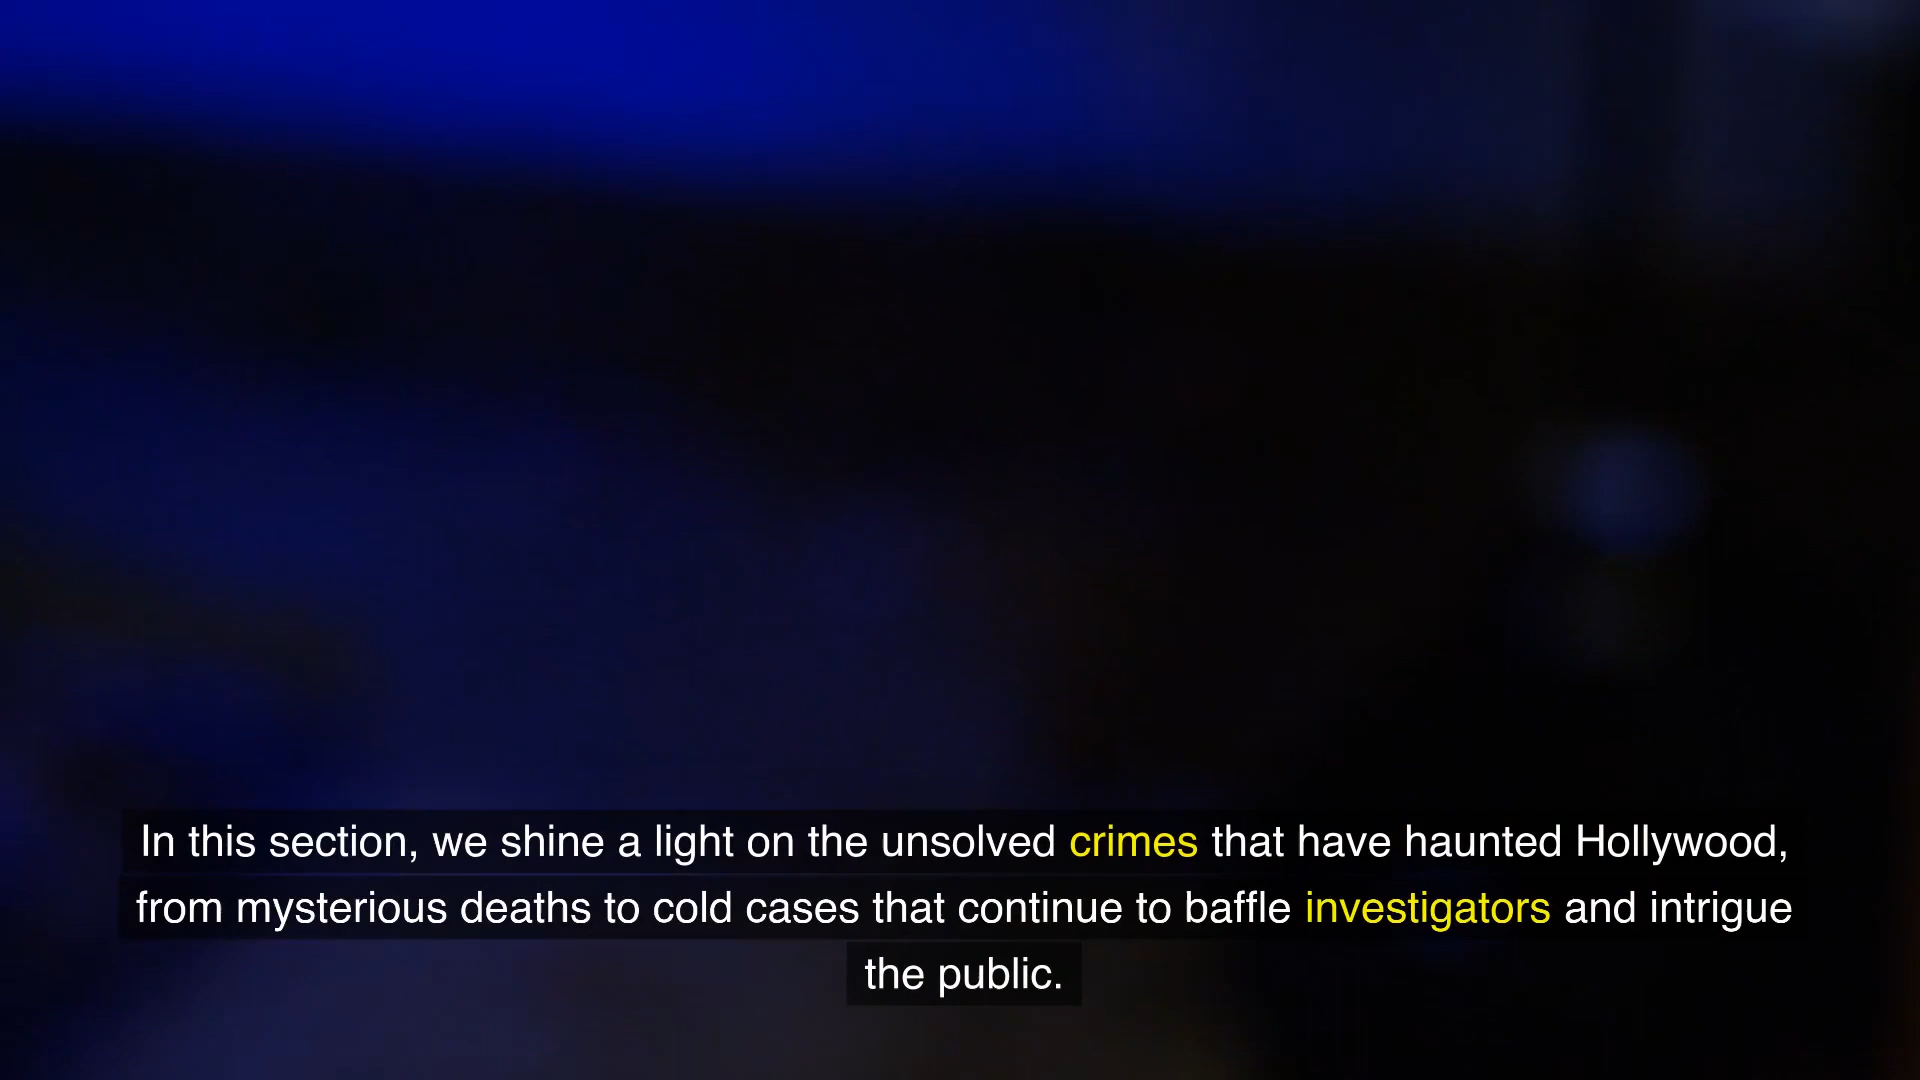 In this section, we shine a light on the unsolved crimes that have haunted Hollywood,
from mysterious deaths to cold cases that continue to baffle investigators and intrigue
the public.